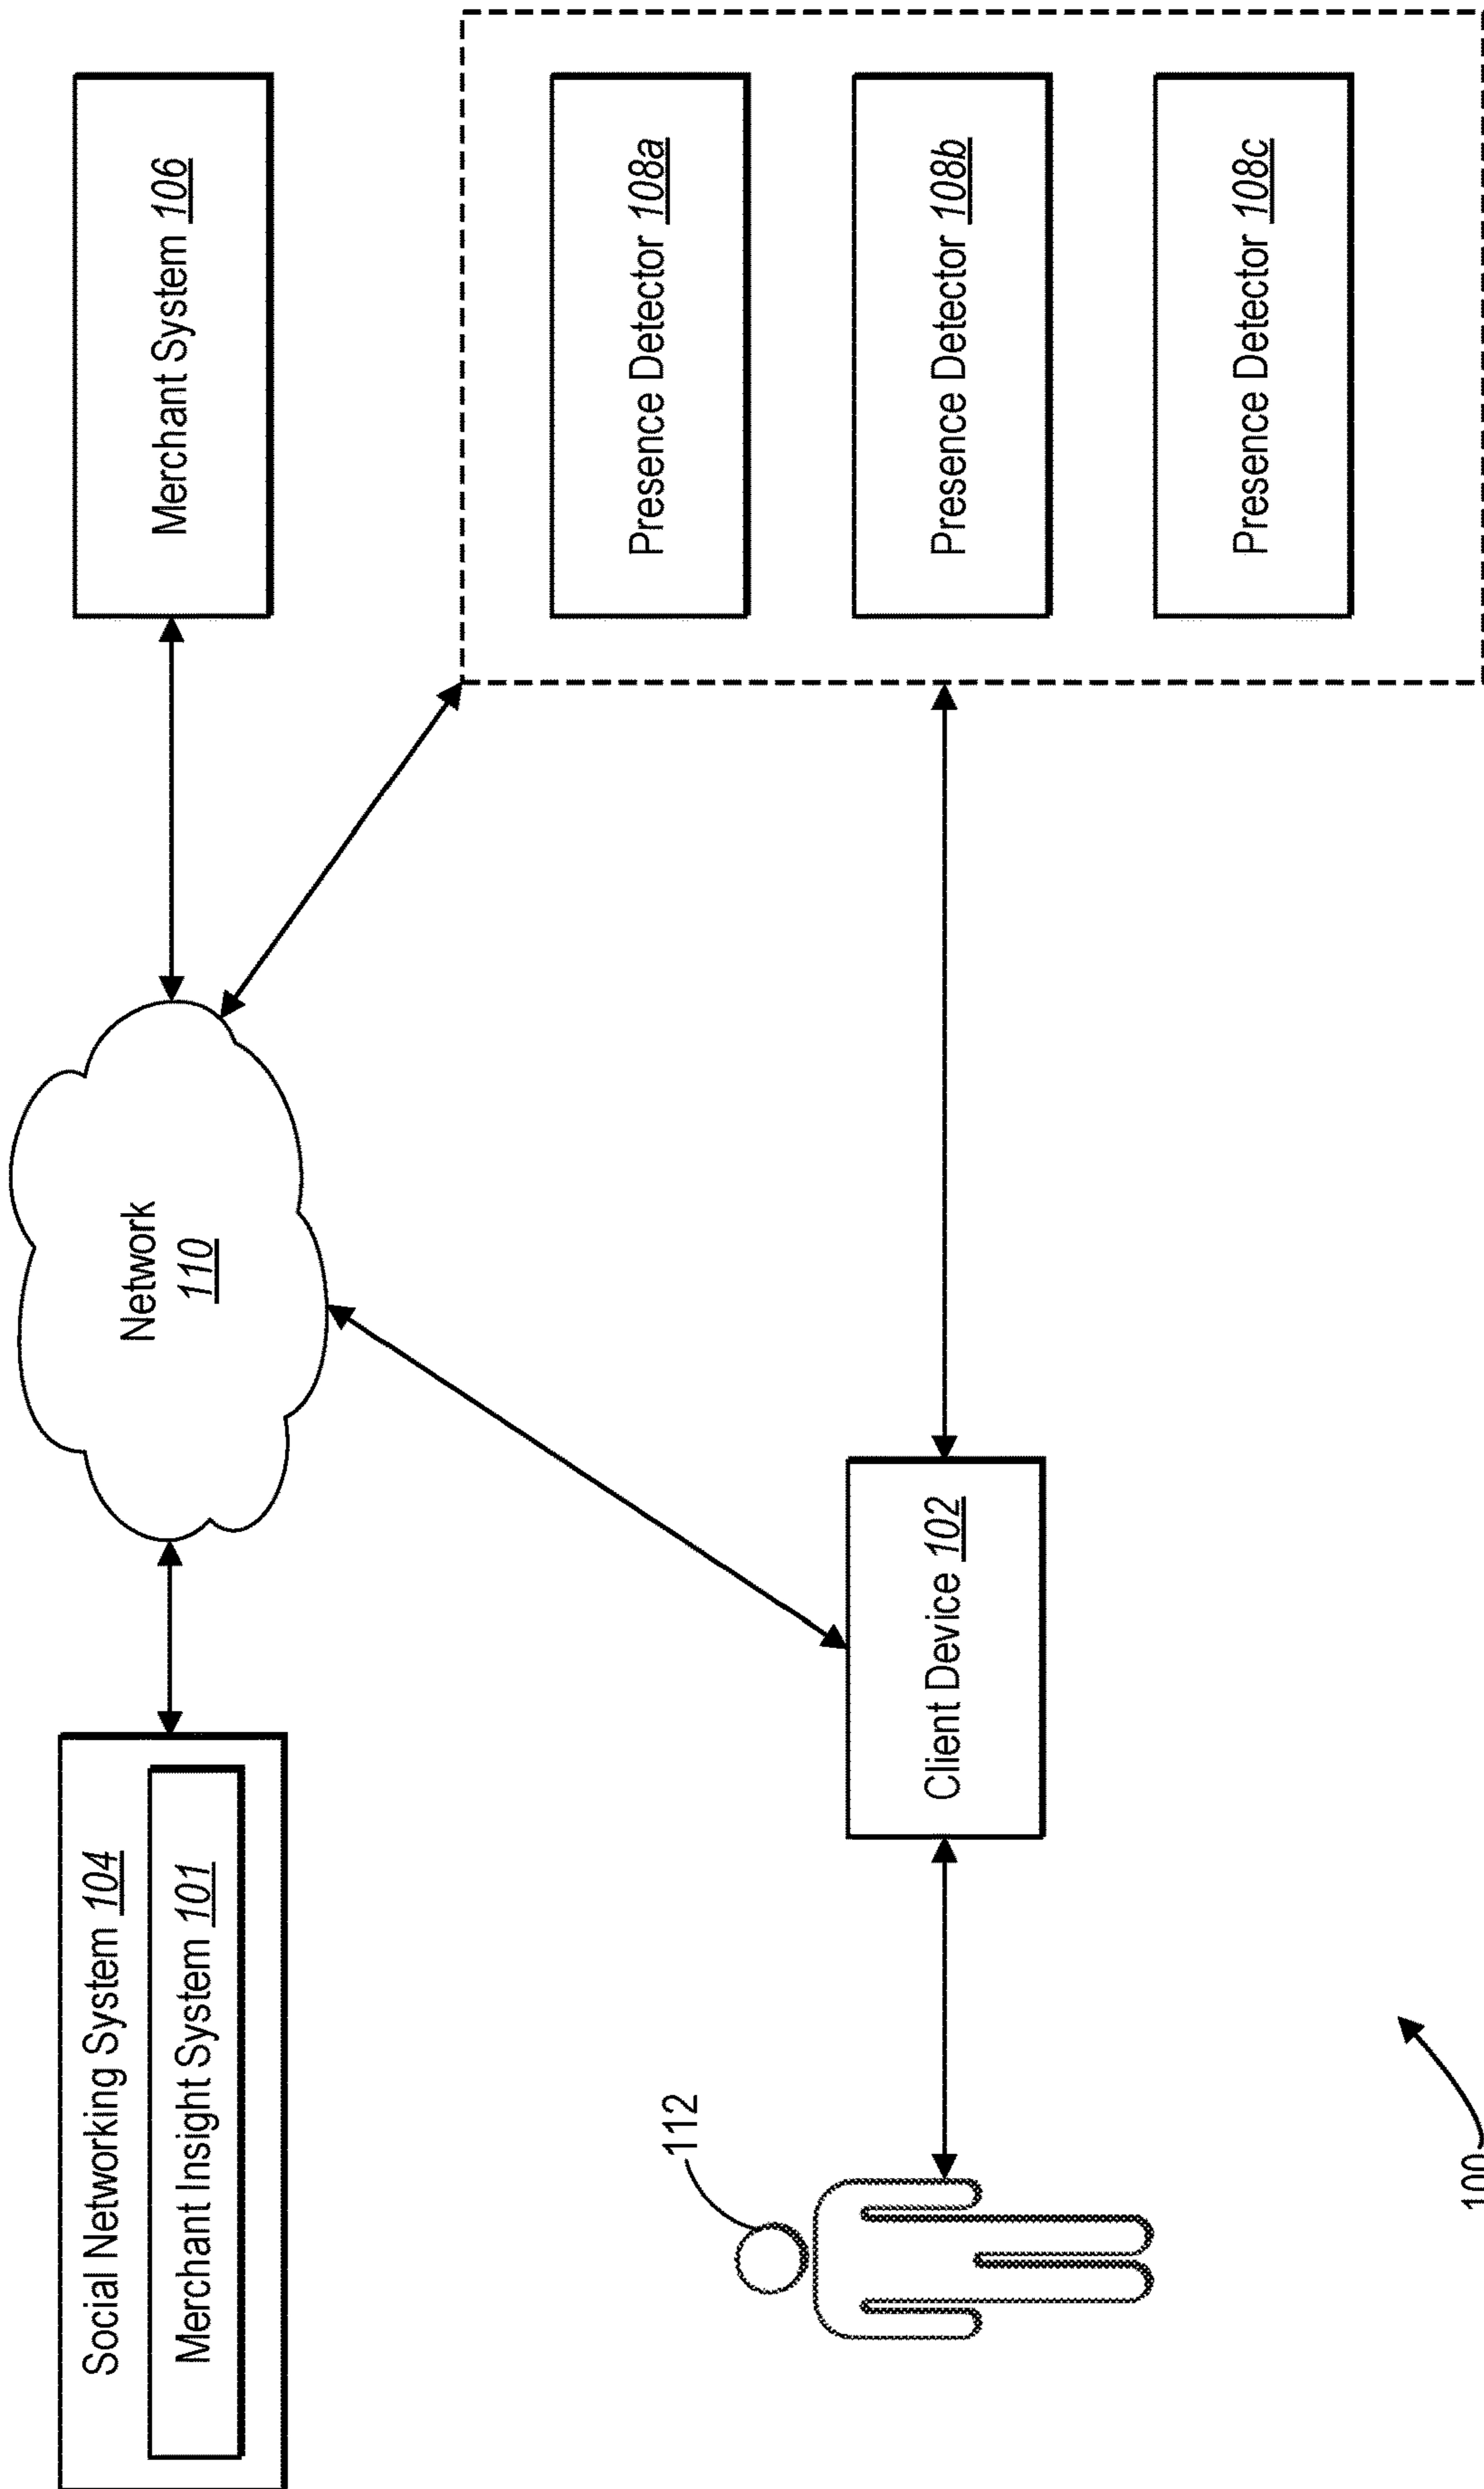 Social Networking System 104
Merchant Insight System 101
Network
110
Merchant System 106
112
Client Device 102
Presence Detector 108a
Presence Detector 108b
Presence Detector 108c
100